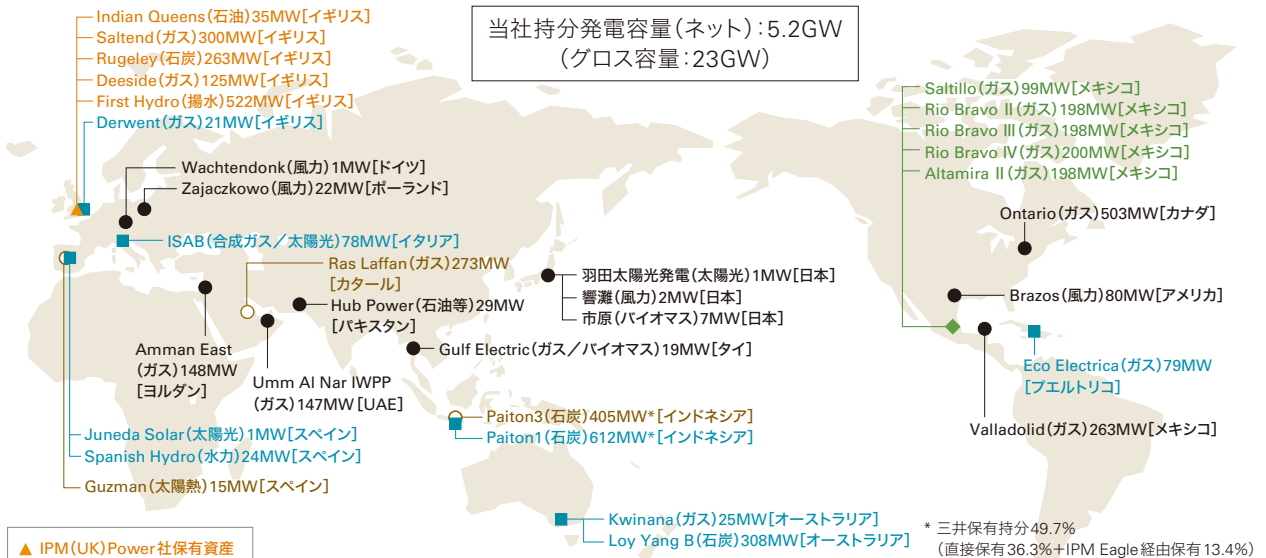 Indian Queens(石油)35MW[イギリス]
Saltend(ガス)300MW[イギリス]
Rugeley(石炭)263MW[イギリス]
Deeside(ガス)125MW[イギリス]
First Hydro(揚水)522MW[イギリス]
Derwent(ガス)21MW[イギリス]
当社持分発電容量(ネット):5.2GW
(グロス容量:23GW)
Wachtendonk(風力)1MW[ドイツ]
Zajaczkowo(風力)22MW[ポーランド]
ISAB(合成ガス/太陽光)78MW[イタリア]
Ras Laffan(ガス)273MW
[カタール]
Hub Power(石油等)29MW
[パキスタン]
Amman East
(ガス)148MW
[ヨルダン]
Umm Al Nar IWPP
(ガス)147MW[UAE]
羽田太陽光発電(太陽光)1MW[日本]
響灘(風力)2MW[日本]
市原(バイオマス)7MW[日本]
Gulf Electric(ガス/バイオマス)19MW[タイ]
Paiton3(石炭)405MW*[インドネシア]
Paiton1(石炭)612MW*[インドネシア]
Juneda Solar(太陽光)1MW[スペイン]
Spanish Hydro(水力)24MW[スペイン]
Guzman(太陽熱)15MW[スペイン]
Kwinana(ガス)25MW[オーストラリア]
Loy Yang B(石炭)308MW[オーストラリア]
Saltillo(ガス)99MW[メキシコ]
Rio Bravo II(ガス)198MW[メキシコ]
Rio Bravo III(ガス)198MW[メキシコ]
Rio Bravo IV(ガス)200MW[メキシコ]
Altamira II(ガス)198MW[メキシコ]
Ontario(ガス)503MW[カナダ]
Brazos(風力)80MW[アメリカ]
Eco Electrica(ガス)79MW
[プエルトリコ]
Valladolid(ガス)263MW[メキシコ]
* 三井保有持分49.7%
(直接保有36.3%+IPM Eagle経由保有13.4%)
▲ IPM(UK)Power社保有資産